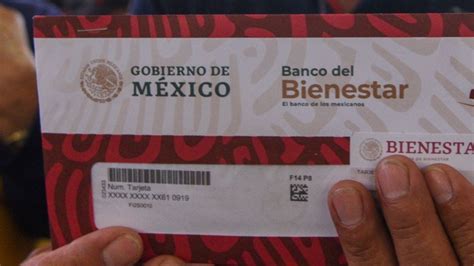 GOBIERNO DE
MÉXICO
Banco del
Bienestar
El banco de los mexicanos
Núm. Tarjeta
XXXX XXXX XX61 0919
F14 P6
BIENESTA